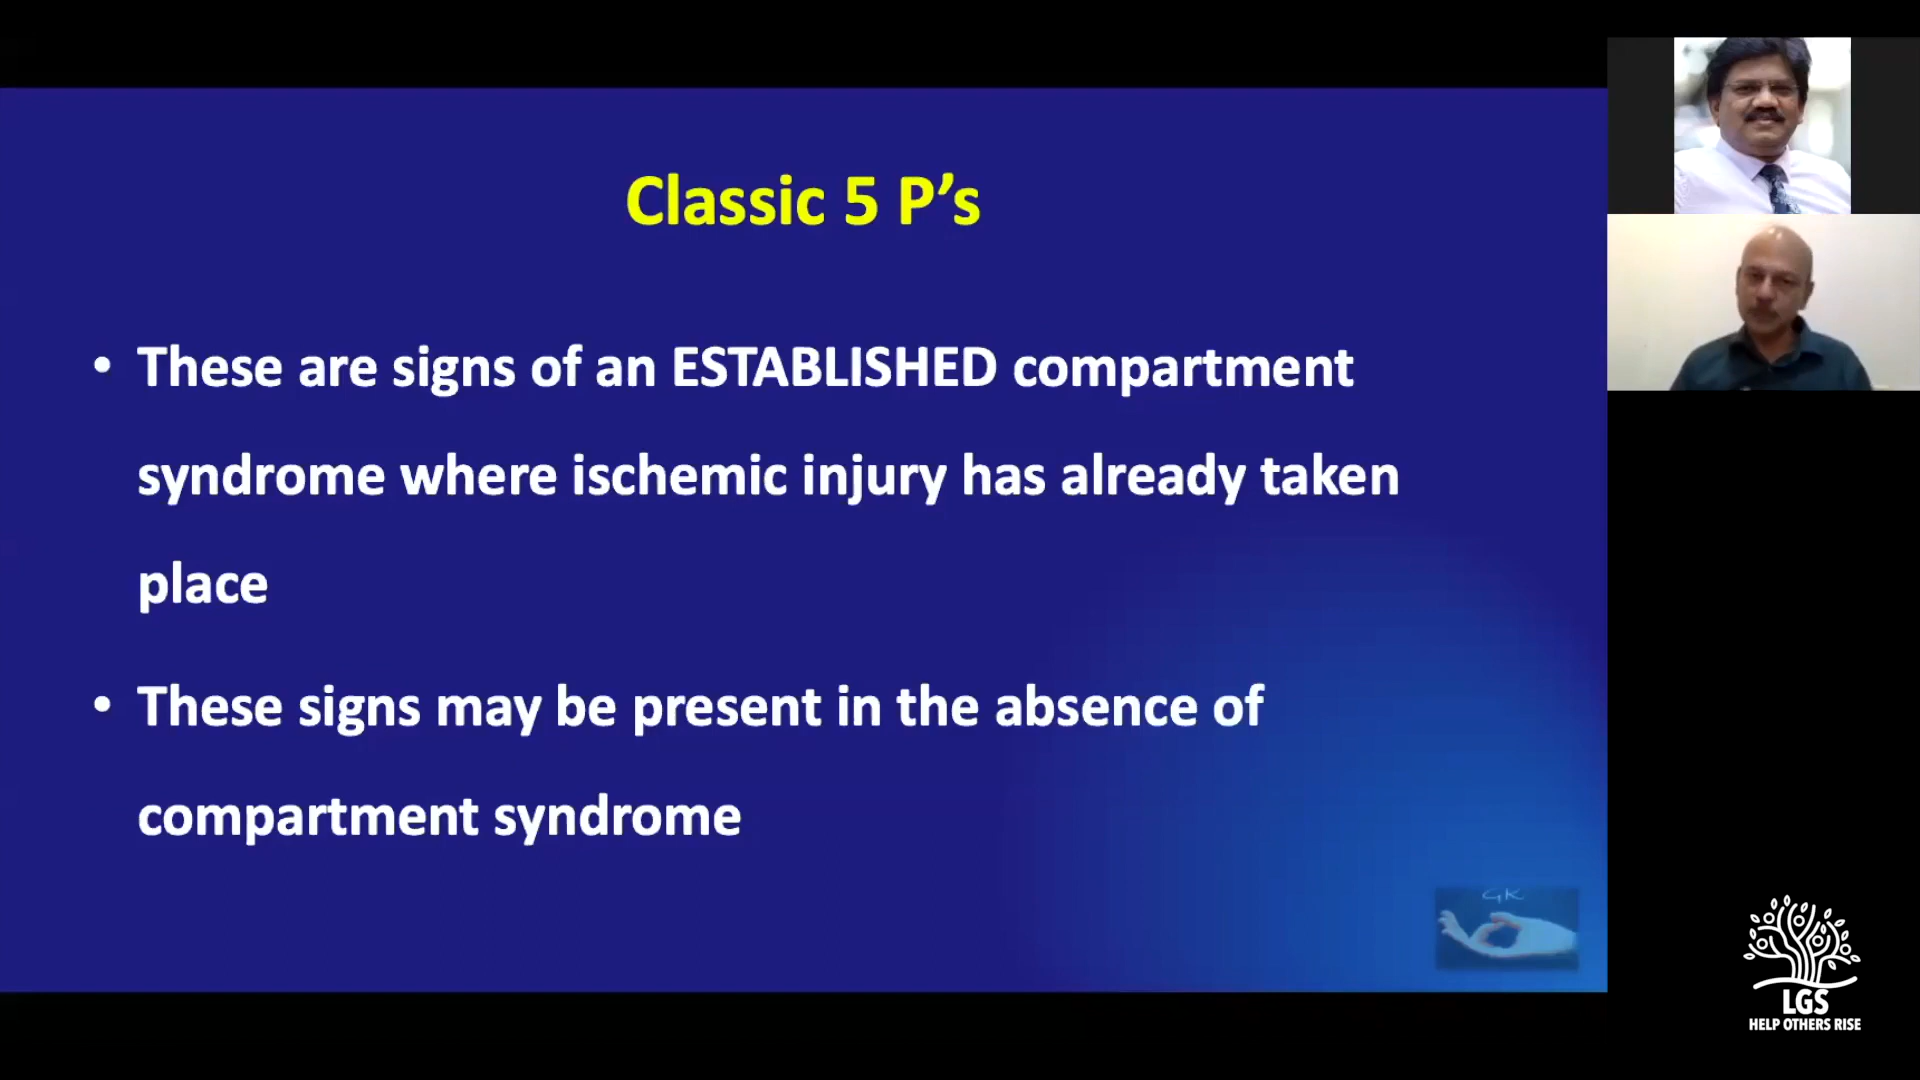 Classic 5 P’s
• These are signs of an ESTABLISHED compartment
syndrome where ischemic injury has already taken
place
• These signs may be present in the absence of
compartment syndrome
GK
LGS
HELP OTHERS RISE